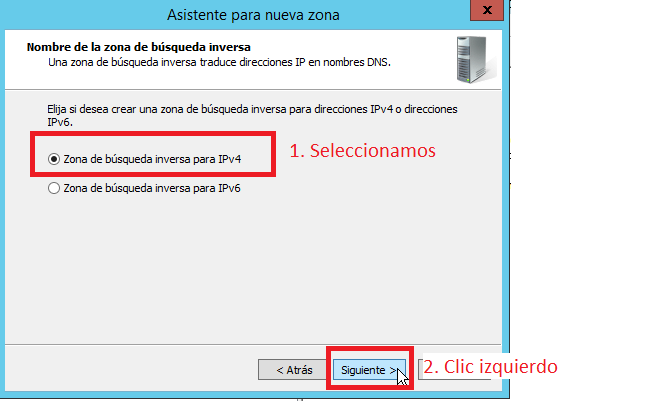 Asistente para nueva zona
x
Nombre de la zona de búsqueda inversa
Una zona de búsqueda inversa traduce direcciones IP en nombres DNS.
Elija si desea crear una zona de búsqueda inversa para direcciones IPv4 o direcciones
IPv6.
Zona de búsqueda inversa para IPv4
1. Seleccionamos
Zona de búsqueda inversa para IPv6
< Atrás
Siguiente >
2. Clic izquierdo